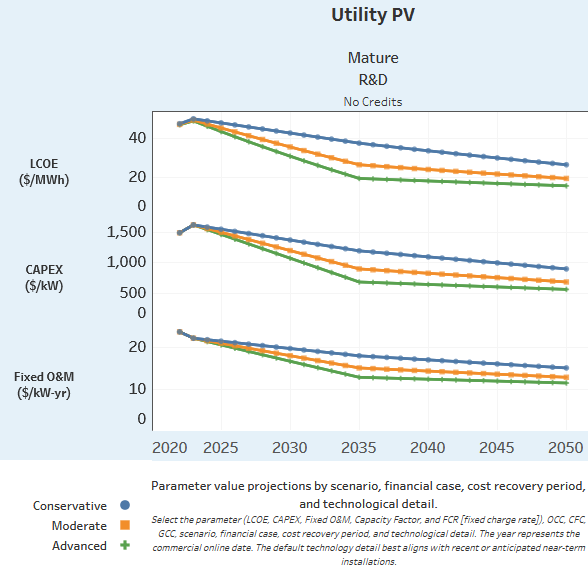 Utility PV
Mature
R&D
No Credits
LCOE
($/MWh)
40
20
0
CAPEX
($/kW)
1,500
1,000
500
0
Fixed O&M
($/kW-yr)
20
10
0
2020 2025 2030 2035 2040 2045 2050
Conservative
Moderate
Advanced
Parameter value projections by scenario, financial case, cost recovery period,
and technological detail.
Select the parameter (LCOE, CAPEX, Fixed O&M, Capacity Factor, and FCR [fixed charge rate]), OCC, CFC,
GCC, scenario, financial case, cost recovery period, and technological detail. The year represents the
commercial online date. The default technology detail best aligns with recent or anticipated near-term
installations.